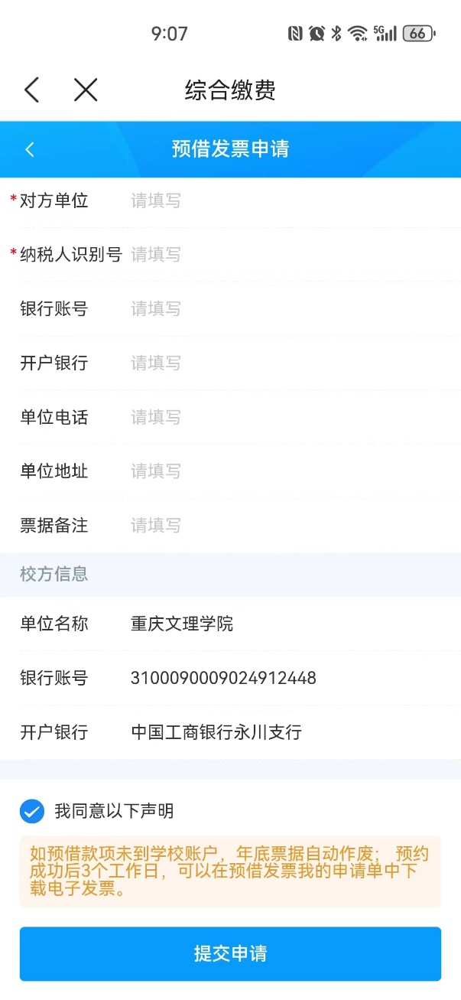 9:07
5G
66
综合缴费
预借发票申请
*对方单位 请填写
*纳税人识别号 请填写
银行账号 请填写
开户银行 请填写
单位电话 请填写
单位地址 请填写
票据备注 请填写
校方信息
单位名称 重庆文理学院
银行账号 3100090009024912448
开户银行 中国工商银行永川支行
我同意以下声明
如预借款项未到学校账户，年底票据自动作废； 预约
成功后3个工作日，可以在预借发票我的申请单中下
载电子发票。
提交申请